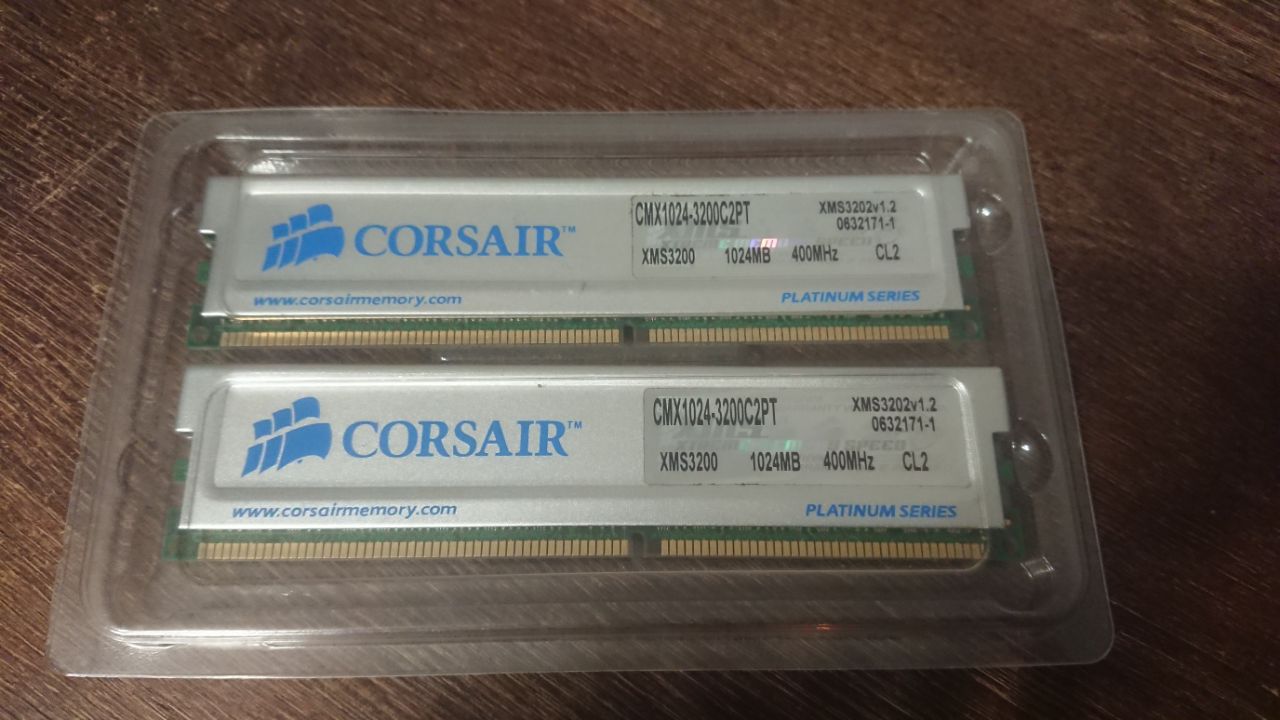 CORSAIR™
www.corsairmemory.com
CMX1024-3200C2PT XMS3202v1.2
0632171-1
XMS3200 1024MB 400MHz CL2
PLATINUM SERIES
CORSAIR™
www.corsairmemory.com
CMX1024-3200C2PT XMS3202v1.2
0632171-1
SPEED
XMS3200 1024MB 400MHz CL2
PLATINUM SERIES